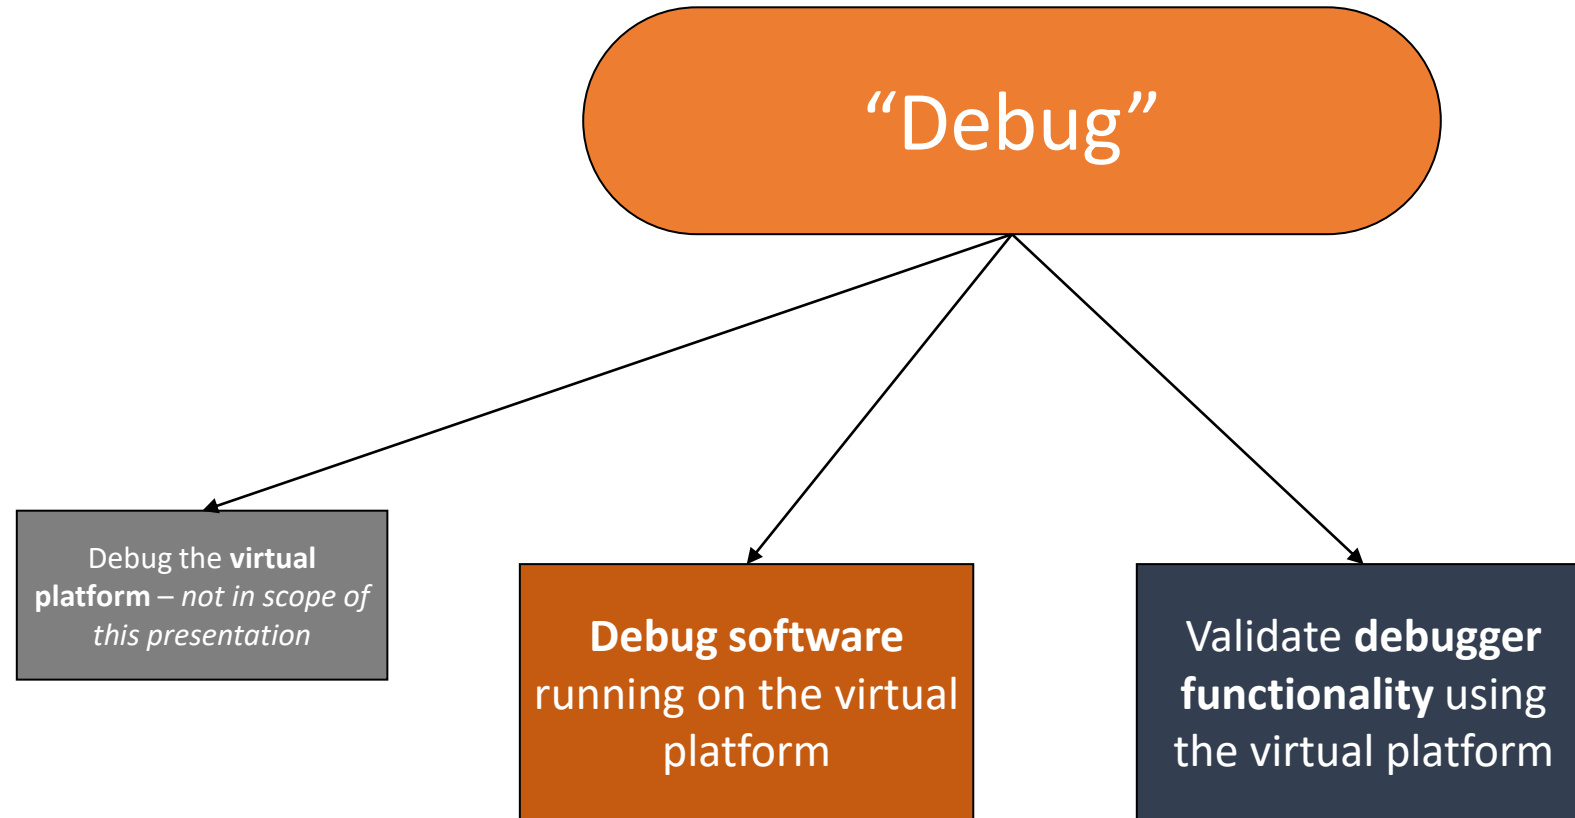 “Debug”
Debug the virtual
platform – not in scope of
this presentation
Debug software
running on the virtual
platform
Validate debugger
functionality using
the virtual platform